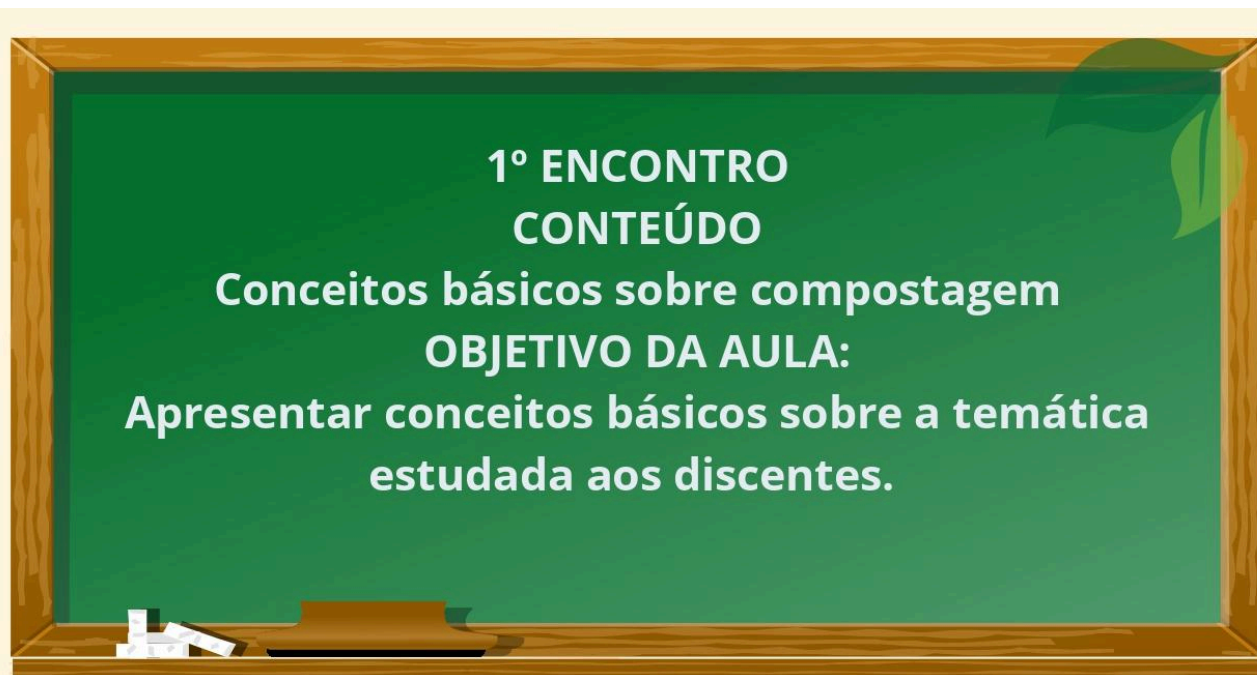 1º ENCONTRO
CONTEÚDO
Conceitos básicos sobre compostagem
OBJETIVO DA AULA:
Apresentar conceitos básicos sobre a temática
estudada aos discentes.